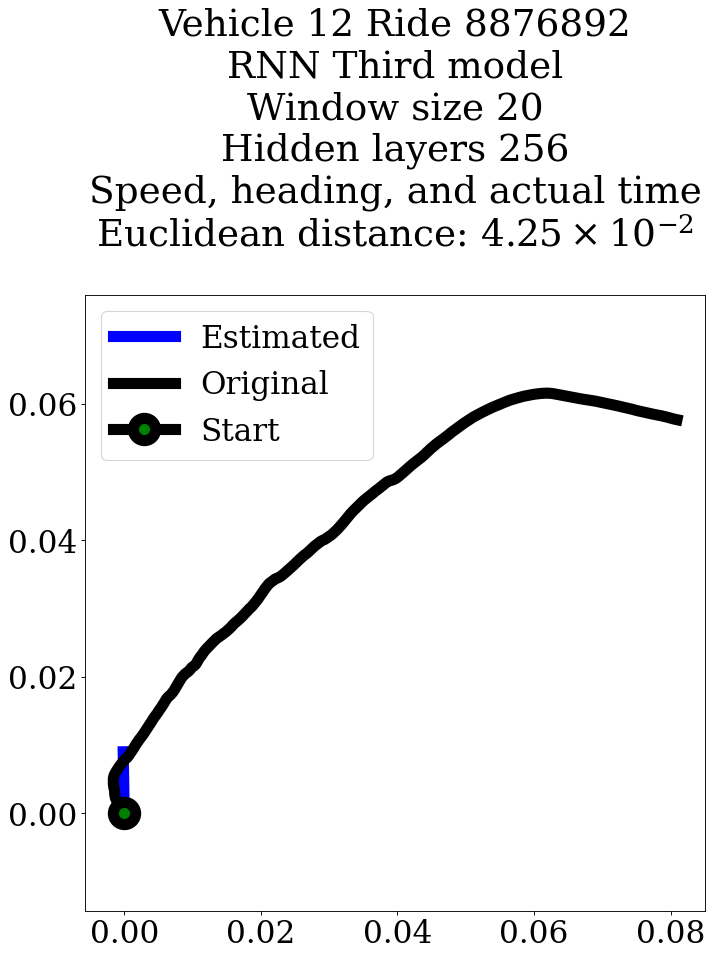 Vehicle 12 Ride 8876892
RNN Third model
Window size 20
Hidden layers 256
Speed, heading, and actual time
Euclidean distance: 4.25 × 10⁻²
Estimated
Original
Start
0.06
0.04
0.02
0.00
0.00 0.02 0.04 0.06 0.08